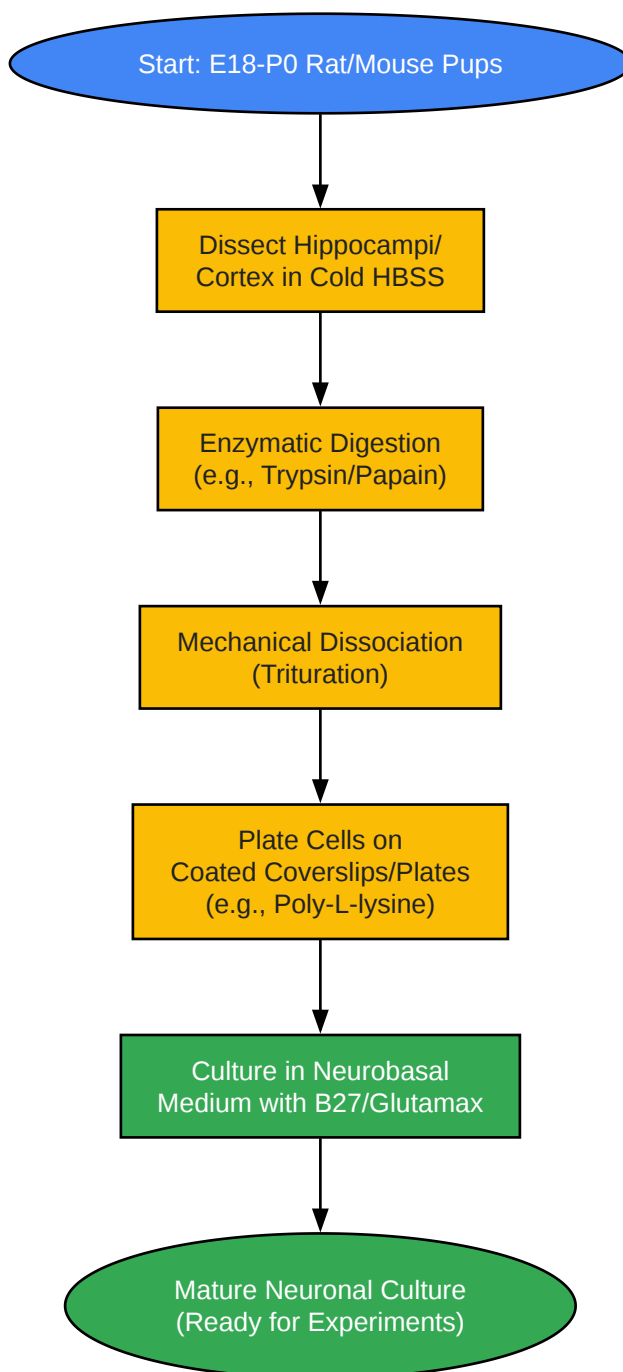 Start: E18-P0 Rat/Mouse Pups
Dissect Hippocampi/
Cortex in Cold HBSS
Enzymatic Digestion
(e.g., Trypsin/Papain)
Mechanical Dissociation
(Trituration)
Plate Cells on
Coated Coverslips/Plates
(e.g., Poly-L-lysine)
Culture in Neurobasal
Medium with B27/Glutamax
Mature Neuronal Culture
(Ready for Experiments)